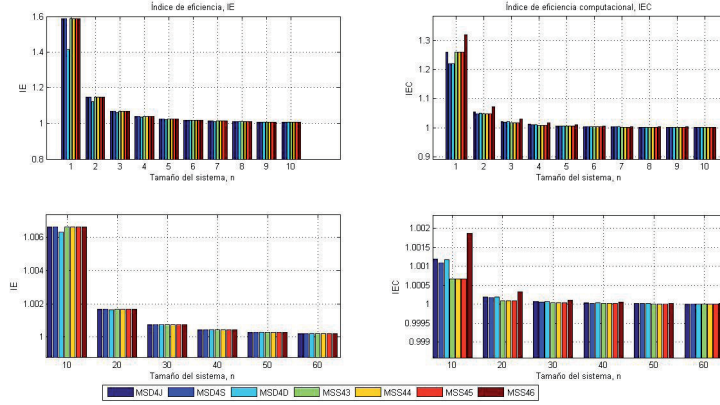 Índice de eficiencia, IE
1.6
1.4
1.2
1
0.8
IE
1 2 3 4 5 6 7 8 9 10
Tamaño del sistema, n
Índice de eficiencia computacional, IEC
1.3
1.2
1.1
1
0.9
IEC
1 2 3 4 5 6 7 8 9 10
Tamaño del sistema, n
1.006
1.004
1.002
1
IE
10 20 30 40 50 60
Tamaño del sistema, n
1.002
1.0015
1.001
1.0005
1
0.9995
0.999
IEC
10 20 30 40 50 60
Tamaño del sistema, n
MSD4J MSD4S MSD4D MSS43 MSS44 MSS45 MSS46